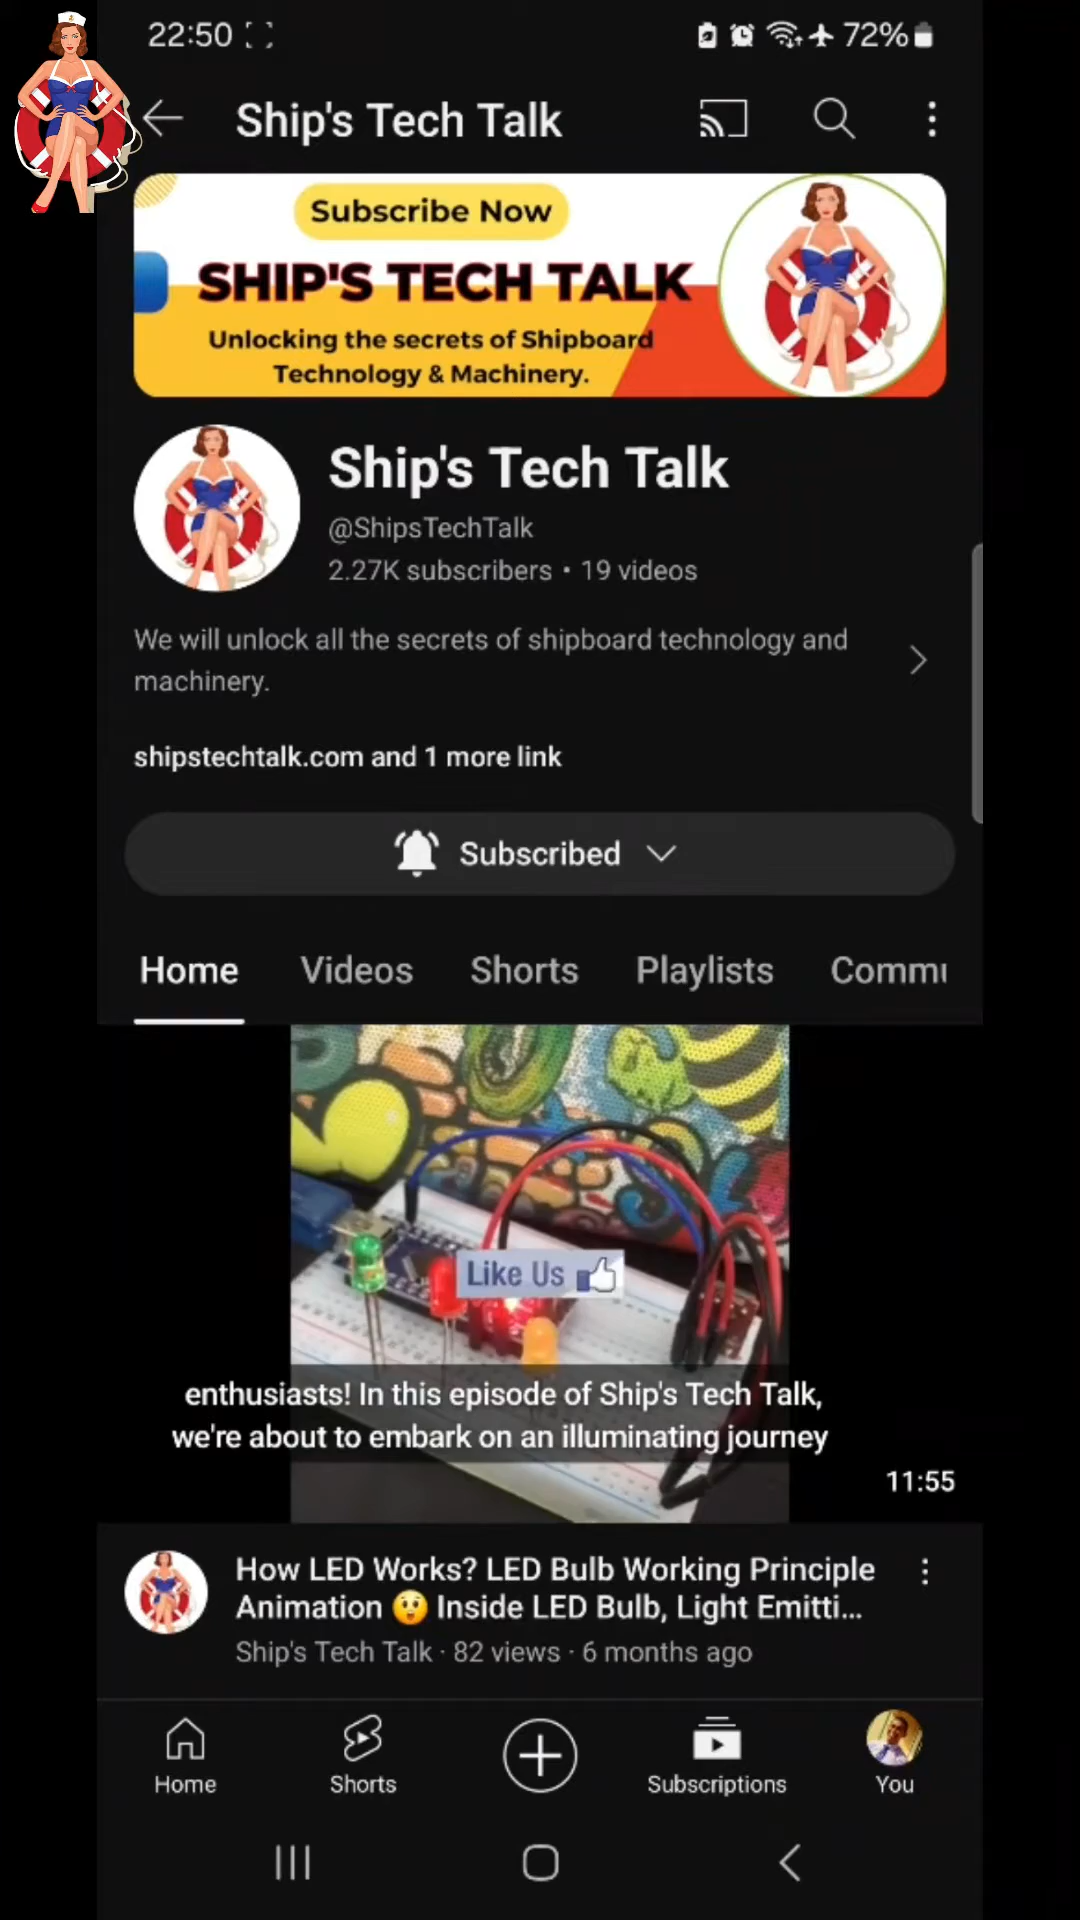 22:50
72%
Ship's Tech Talk
Subscribe Now
SHIP'S TECH TALK
Unlocking the secrets of Shipboard
Technology & Machinery.
Ship's Tech Talk
@ShipsTechTalk
2.27K subscribers • 19 videos
We will unlock all the secrets of shipboard technology and
machinery.
shipstechtalk.com and 1 more link
Subscribed
Home Videos Shorts Playlists Commu
Like Us
enthusiasts! In this episode of Ship's Tech Talk,
we're about to embark on an illuminating journey
11:55
How LED Works? LED Bulb Working Principle
Animation 😲 Inside LED Bulb, Light Emitti...
Ship's Tech Talk · 82 views · 6 months ago
Home Shorts Subscriptions You